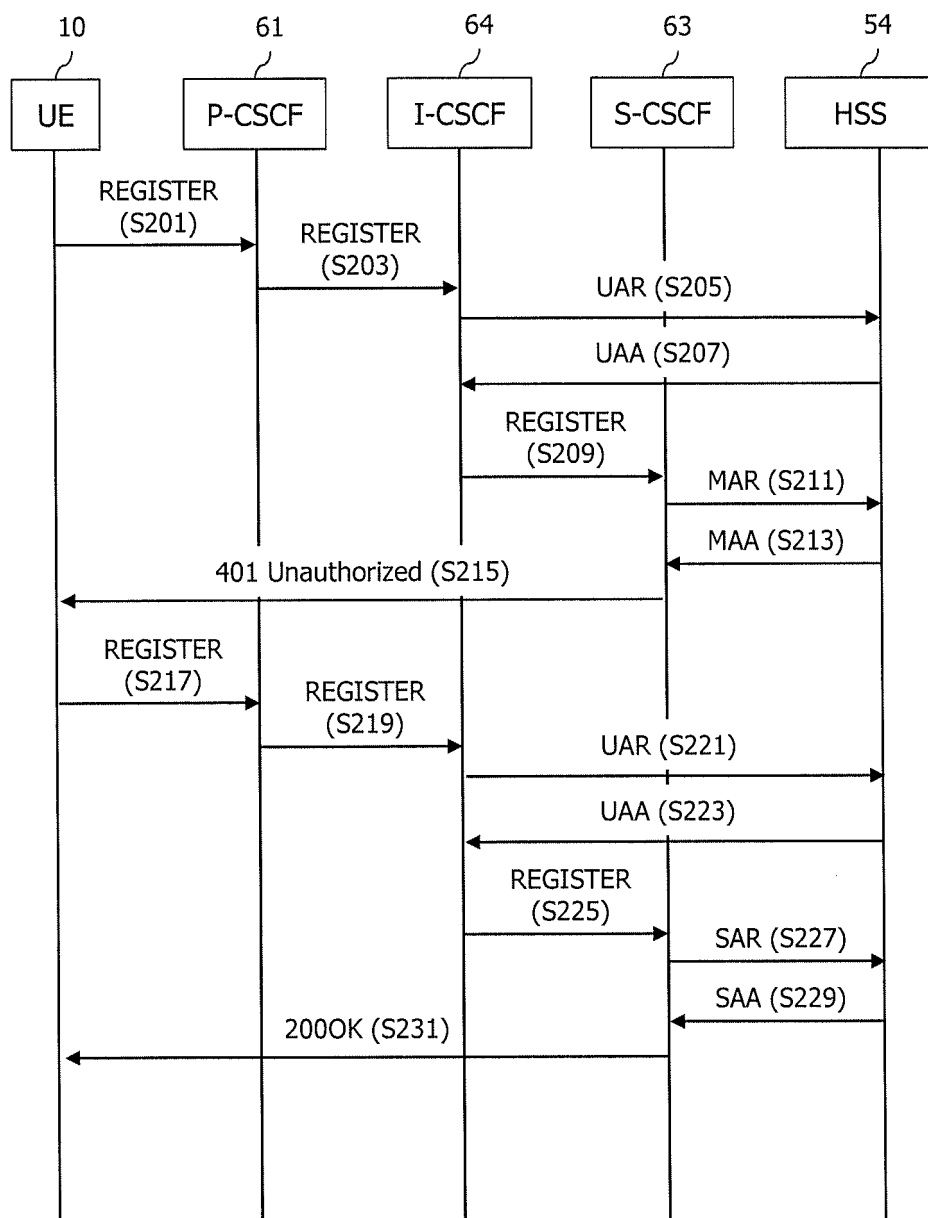 10
61
64
63
54
UE
P-CSCF
I-CSCF
S-CSCF
HSS
REGISTER
(S201)
REGISTER
(S203)
UAR (S205)
UAA (S207)
REGISTER
(S209)
MAR (S211)
MAA (S213)
401 Unauthorized (S215)
REGISTER
(S217)
REGISTER
(S219)
UAR (S221)
UAA (S223)
REGISTER
(S225)
SAR (S227)
SAA (S229)
200OK (S231)